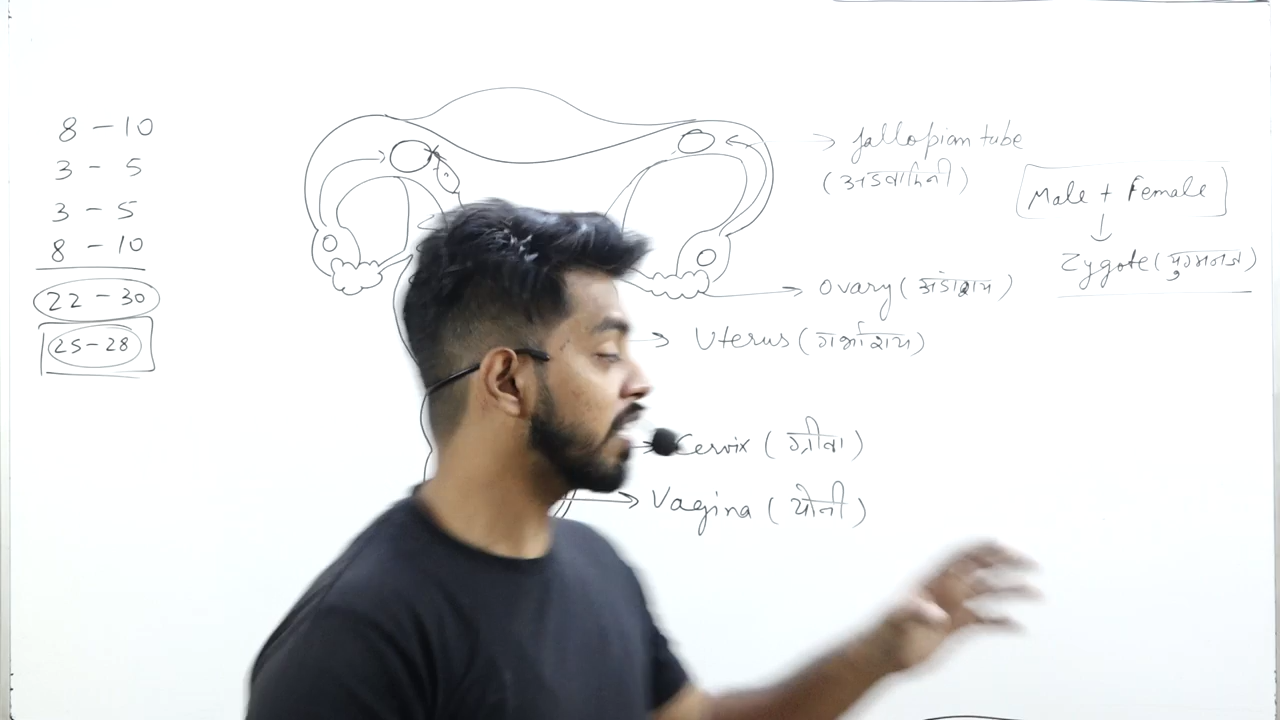 8 - 10
3 - 5
3 - 5
8 - 10
22 - 30
25-28
fallopian tube
(अंडवाहिनी)
Male + Female
Zygote (युग्मनज)
Ovary (अंडाशय)
Uterus (गर्भाशय)
Cervix (ग्रीवा)
Vagina (योनी)